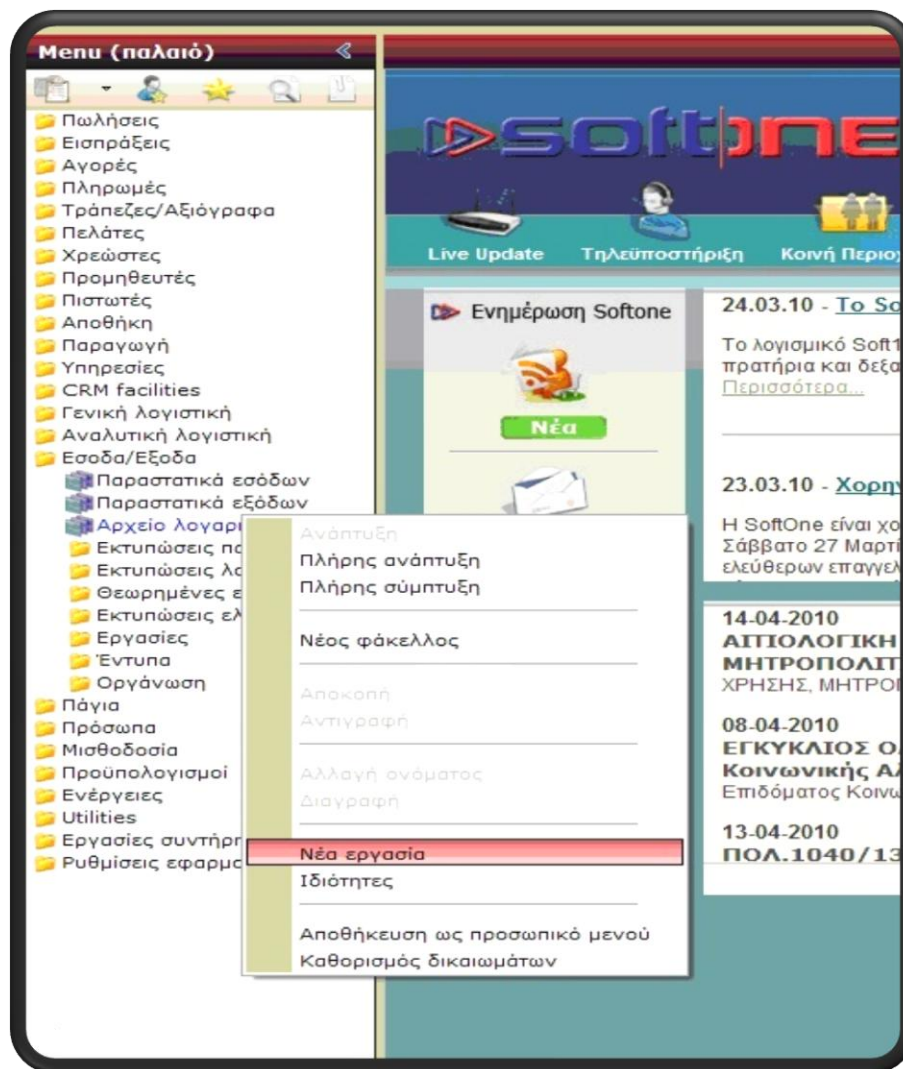 Menu (παλαιό)
Πωλήσεις
Εισπράξεις
Αγορές
Πληρωμές
Τράπεζες/Αξιόγραφα
Πελάτες
Χρεώστες
Προμηθευτές
Πιστωτές
Αποθήκη
Παραγωγή
Υπηρεσίες
CRM facilities
Γενική λογιστική
Αναλυτική λογιστική
Εσοδα/Εξοδα
Παραστατικά εσόδων
Παραστατικά εξόδων
Αρχείο λογαρι
Εκτυπώσεις πα
Εκτυπώσεις λο
Θεωρημένες ε
Εκτυπώσεις ελ
Εργασίες
Έντυπα
Οργάνωση
Πάγια
Πρόσωπα
Μισθοδοσία
Προϋπολογισμοί
Ενέργειες
Utilities
Εργασίες συντήρη
Ρυθμίσεις εφαρμο
Ανάπτυξη
Πλήρης ανάπτυξη
Πλήρης σύμπτυξη
Νέος φάκελλος
Αποκοπή
Αντιγραφή
Αλλαγή ονόματος
Διαγραφή
Νέα εργασία
Ιδιότητες
Αποθήκευση ως προσωπικό μενού
Καθορισμός δικαιωμάτων
softone
Live Update Τηλεϋποστήριξη Κοινή Περιοχ
Ενημέρωση Softone
Νέα
24.03.10 - Το So
Το λογισμικό Soft1
πρατήρια και δεξα
Περισσότερα...
23.03.10 - Χορηγ
Η SoftOne είναι χο
Σάββατο 27 Μαρτί
ελεύθερων επαγγελ
14-04-2010
ΑΙΤΙΟΛΟΓΙΚΗ
ΜΗΤΡΟΠΟΛΙΤ
ΧΡΗΣΗΣ, ΜΗΤΡΟΠ
08-04-2010
ΕΓΚΥΚΛΙΟΣ Ο.
Κοινωνικής Αλ
Επιδόματος Κοινω
13-04-2010
ΠΟΛ.1040/13